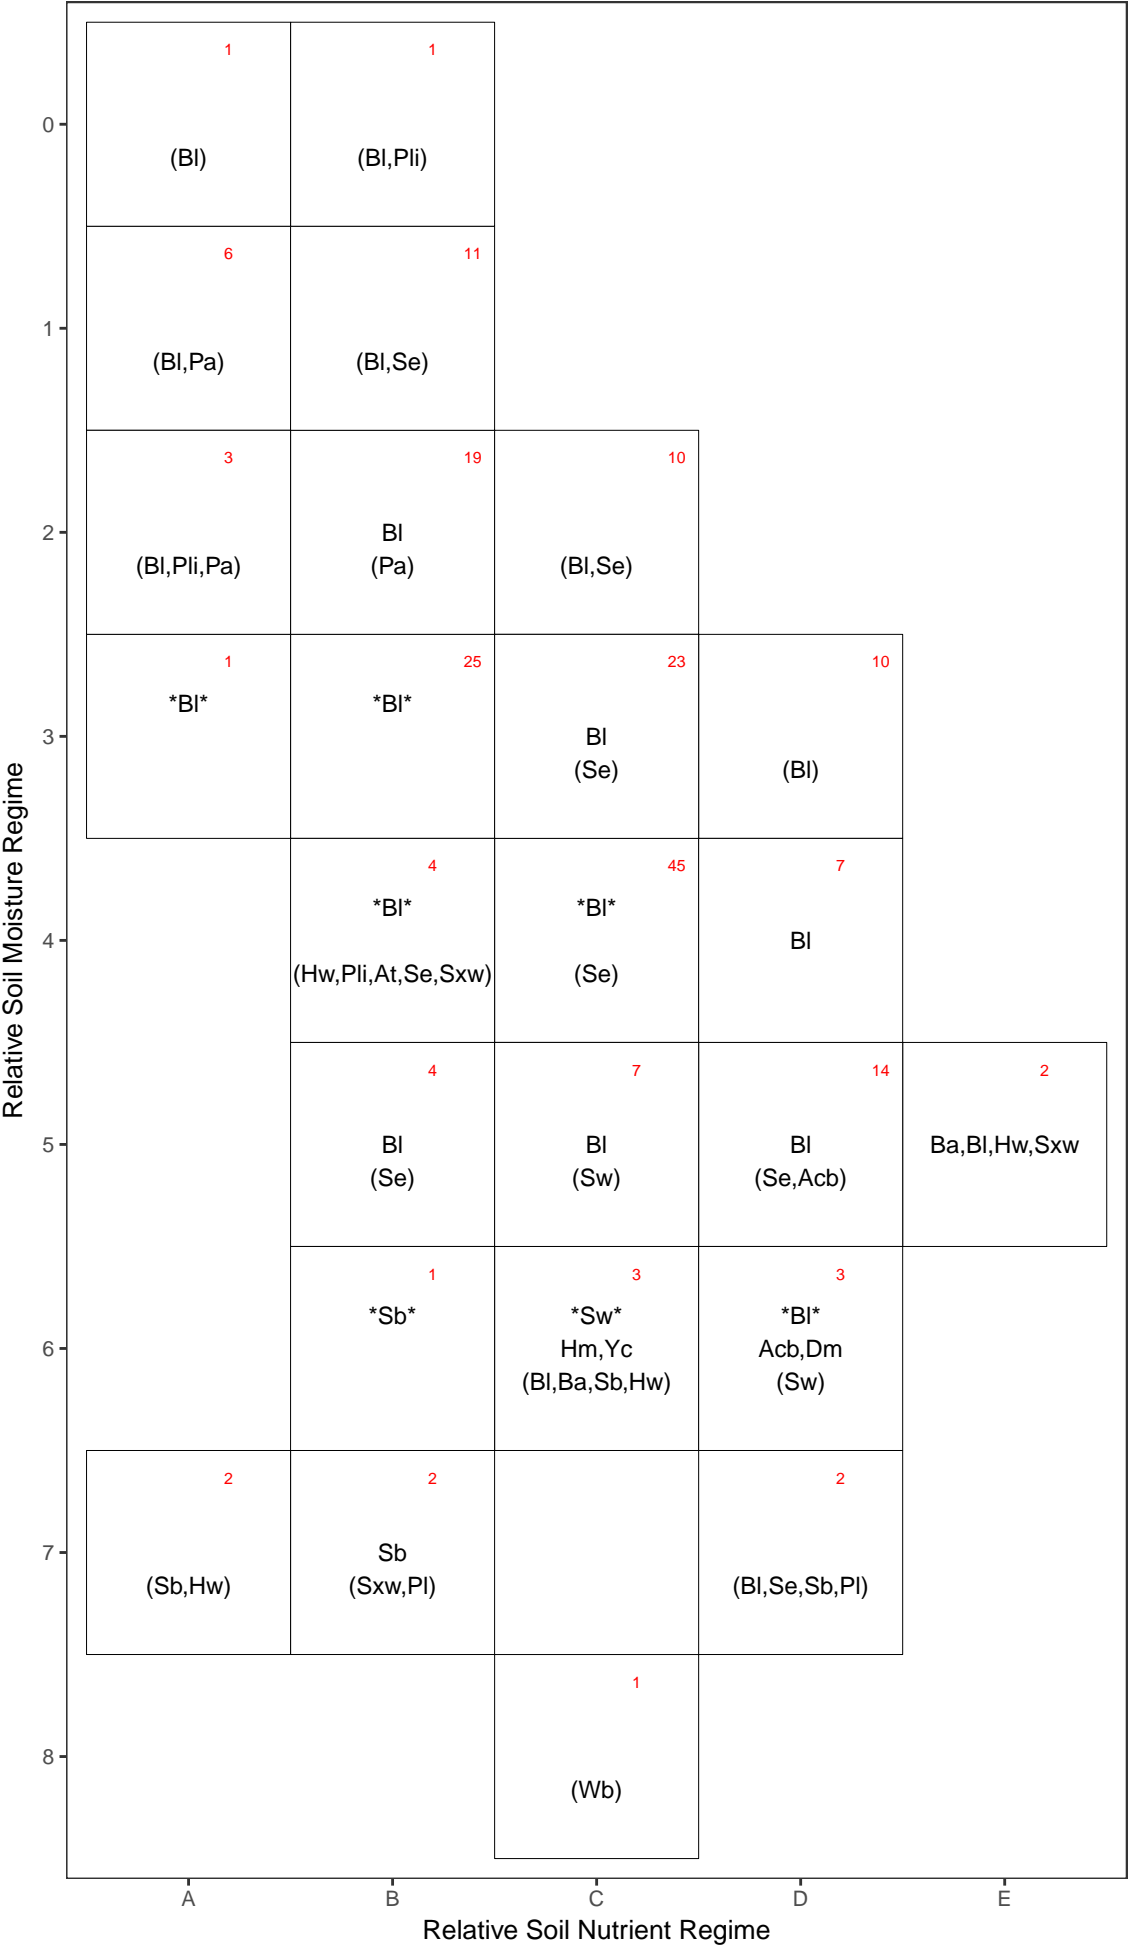 1 1
0
(Bl) (Bl,Pli)
6 11
1
(Bl,Pa) (Bl,Se)
3 19 10
2 Bl
(Bl,Pli,Pa) (Pa) (Bl,Se)
1 25 23 10
*Bl* *Bl*
3 Bl
(Se) (Bl)
4 45 7
*Bl* *Bl*
4 Bl
(Hw,Pli,At,Se,Sxw) (Se)
4 7 14 2
5 Bl Bl Bl Ba,Bl,Hw,Sxw
(Se) (Sw) (Se,Acb)
1 3 3
*Sb* *Sw* *Bl*
6 Hm,Yc Acb,Dm
(Bl,Ba,Sb,Hw) (Sw)
2 2 2
7 Sb
(Sb,Hw) (Sxw,Pl) (Bl,Se,Sb,Pl)
1
8
(Wb)
A B C D E
Relative Soil Nutrient Regime
Relative Soil Moisture Regime